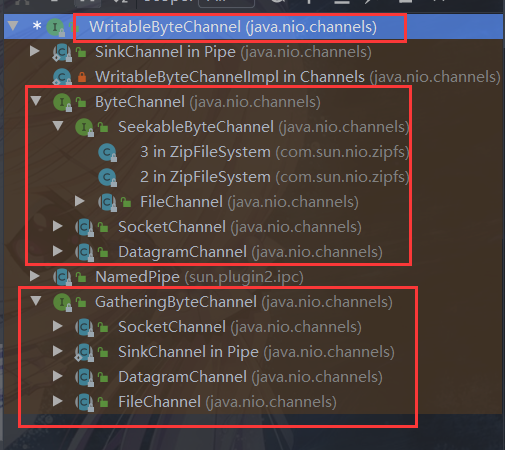 * WritableByteChannel (java.nio.channels)
SinkChannel in Pipe (java.nio.channels)
WritableByteChannelImpl in Channels (java.nio.channels)
ByteChannel (java.nio.channels)
SeekableByteChannel (java.nio.channels)
3 in ZipFileSystem (com.sun.nio.zipfs)
2 in ZipFileSystem (com.sun.nio.zipfs)
FileChannel (java.nio.channels)
SocketChannel (java.nio.channels)
DatagramChannel (java.nio.channels)
NamedPipe (sun.plugin2.ipc)
GatheringByteChannel (java.nio.channels)
SocketChannel (java.nio.channels)
SinkChannel in Pipe (java.nio.channels)
DatagramChannel (java.nio.channels)
FileChannel (java.nio.channels)